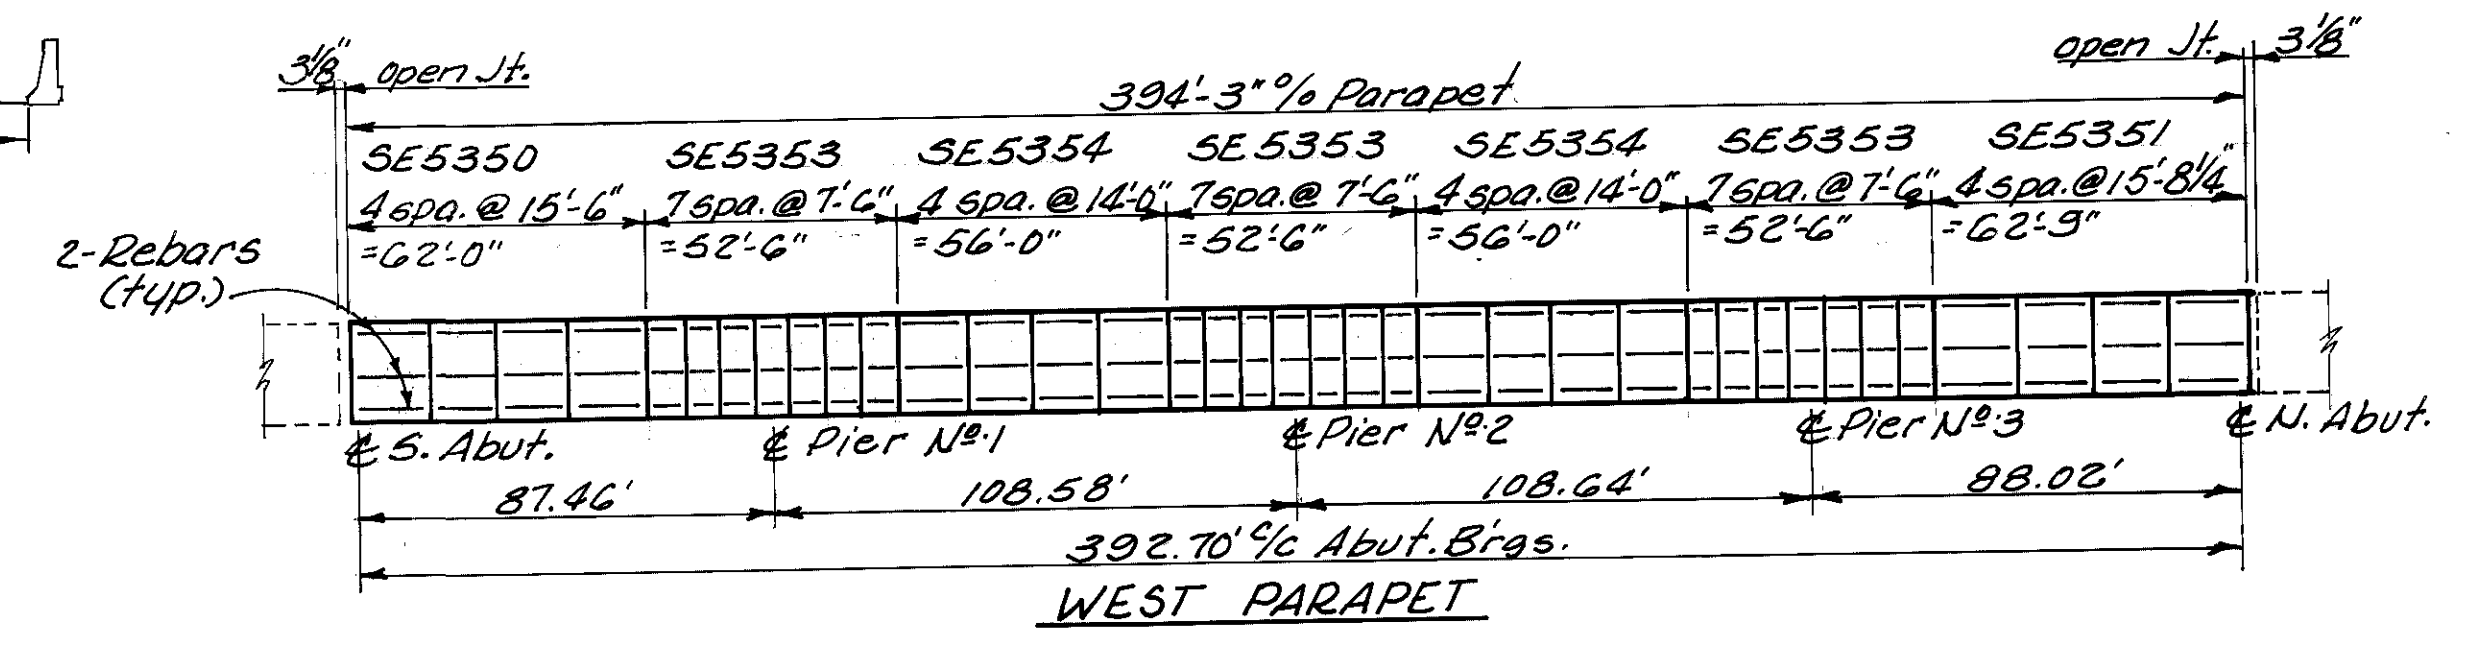 3⅛" open Jt.
open Jt. 3⅛"
394'-3" o/o Parapet
SE5350 SE5353 SE5354 SE5353 SE5354 SE5353 SE5351
4 spa. @ 15'-6" 7 spa. @ 7'-6" 4 spa. @ 14'-0" 7 spa. @ 7'-6" 4 spa. @ 14'-0" 7 spa. @ 7'-6" 4 spa. @ 15'-8¼"
=62'-0" =52'-6" =56'-0" =52'-6" =56'-0" =52'-6" =62'-9"
2-Rebars
(typ.)
℄ S. Abut. ℄ Pier Nº.1 ℄ Pier Nº.2 ℄ Pier Nº.3 ℄ N. Abut.
87.46' 108.58' 108.64' 88.02'
392.70' c/c Abut. Brgs.
WEST PARAPET